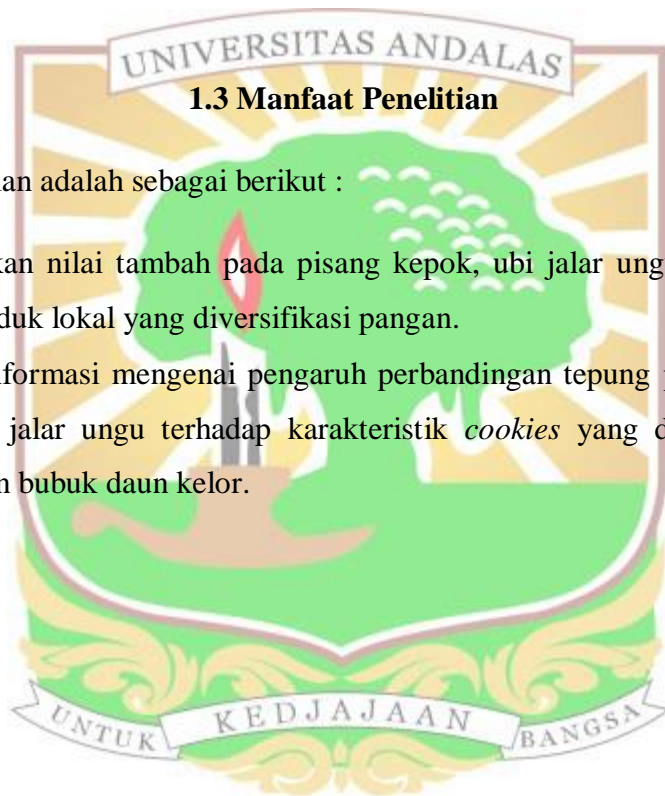 UNIVERSITAS ANDALAS
1.3 Manfaat Penelitian
an adalah sebagai berikut :
kan nilai tambah pada pisang kepok, ubi jalar ung
duk lokal yang diversifikasi pangan.
formasi mengenai pengaruh perbandingan tepung
jalar ungu terhadap karakteristik cookies yang d
n bubuk daun kelor.
UNTUK KEDJAJAAN BANGSA